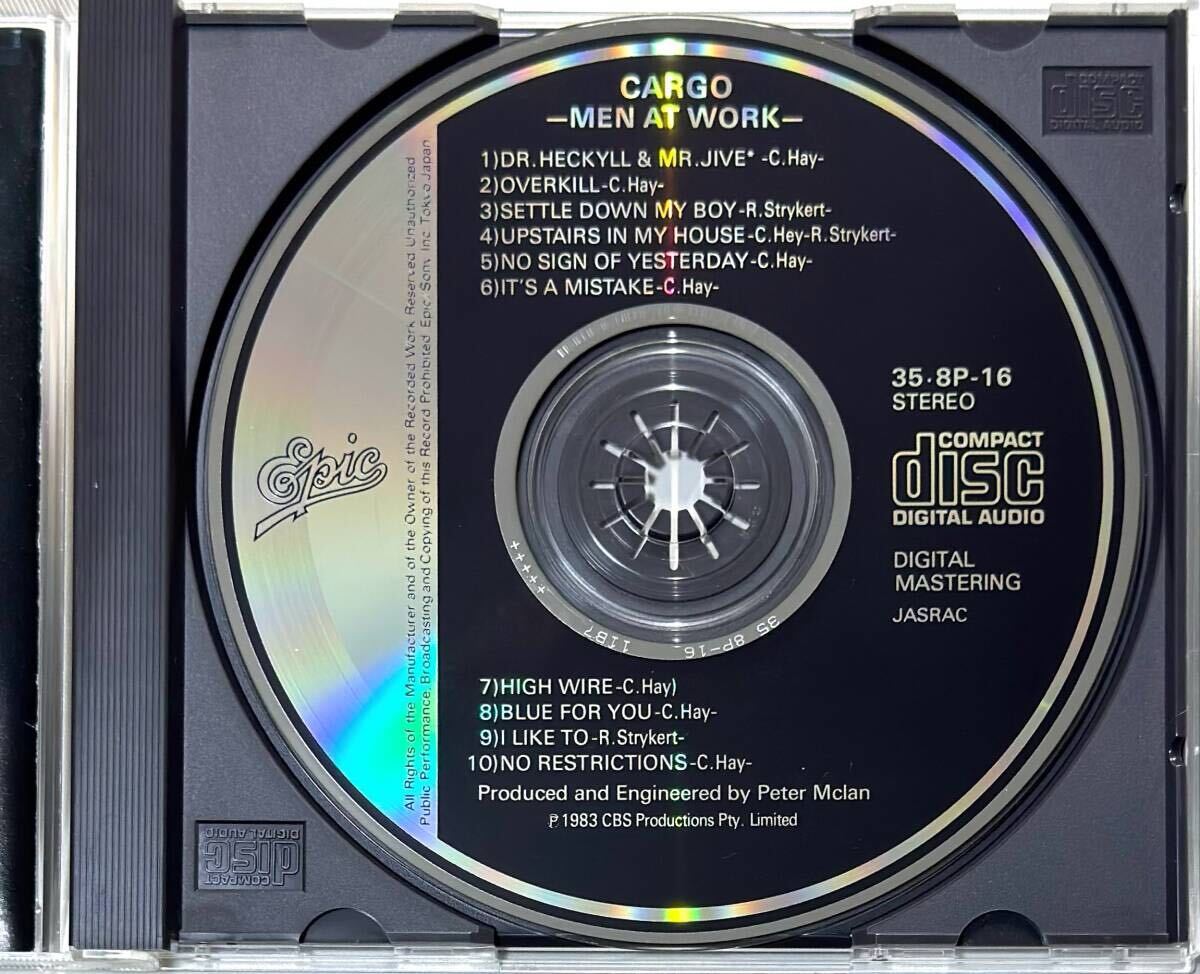 CARGO
—MEN AT WORK—
1)DR.HECKYLL & MR.JIVE* -C.Hay-
2)OVERKILL-C.Hay-
3)SETTLE DOWN MY BOY-R.Strykert-
4)UPSTAIRS IN MY HOUSE-C.Hey-R.Strykert-
5)NO SIGN OF YESTERDAY-C.Hay-
6)IT'S A MISTAKE-C.Hay-
35·8P-16
STEREO
COMPACT
disc
DIGITAL AUDIO
DIGITAL
MASTERING
JASRAC
Epic
All Rights of the Manufacturer and of the Owner of the Recorded Work Reserved Unauthorized
Public Performance, Broadcasting and Copying of this Record Prohibited Epic/Sony Inc. Tokyo Japan
35 8P-16 11B7 +++++
7)HIGH WIRE-C.Hay)
8)BLUE FOR YOU-C.Hay-
9)I LIKE TO-R.Strykert-
10)NO RESTRICTIONS-C.Hay-
Produced and Engineered by Peter Mclan
℗1983 CBS Productions Pty. Limited
COMPACT
disc
DIGITAL AUDIO
COMPACT
disc
DIGITAL AUDIO